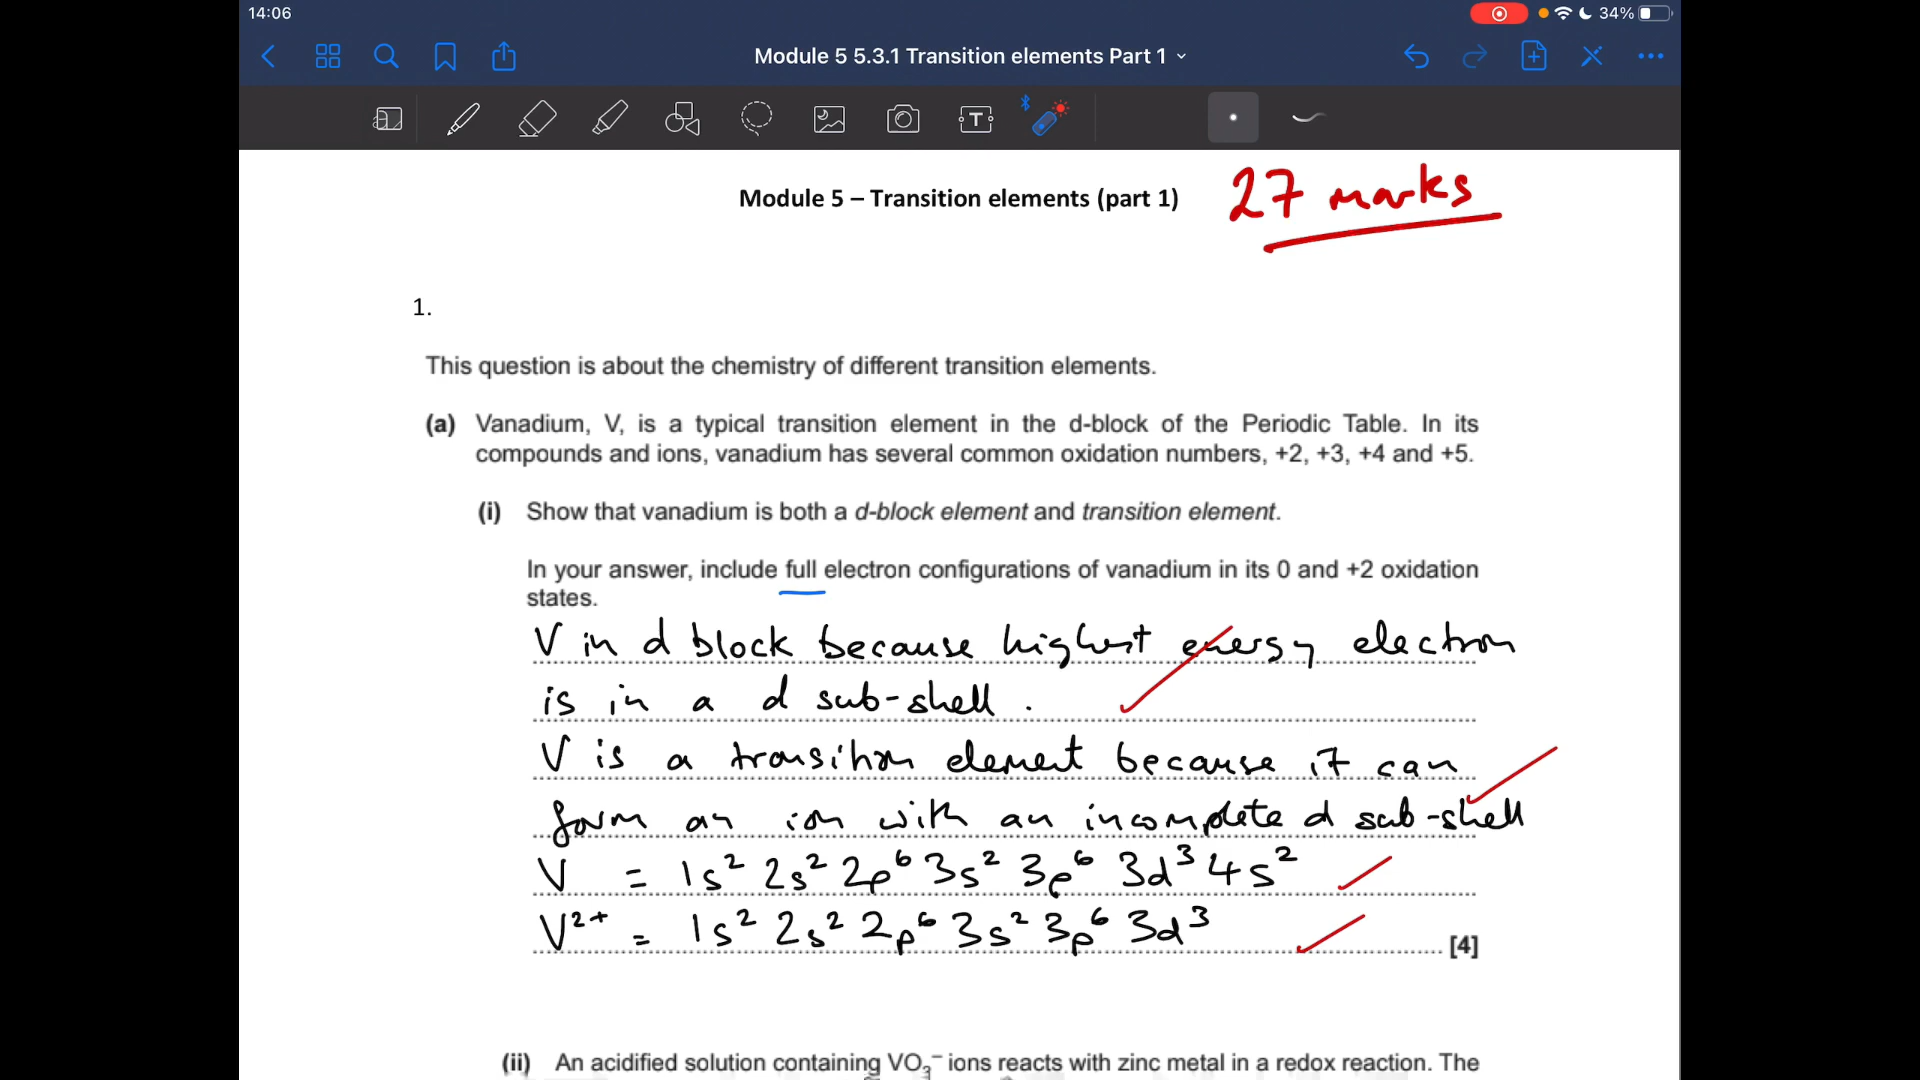 14:06
34%
Module 5 5.3.1 Transition elements Part 1
Module 5 – Transition elements (part 1)
27 marks
1.
This question is about the chemistry of different transition elements.
(a) Vanadium, V, is a typical transition element in the d-block of the Periodic Table. In its
compounds and ions, vanadium has several common oxidation numbers, +2, +3, +4 and +5.
(i) Show that vanadium is both a d-block element and transition element.
In your answer, include full electron configurations of vanadium in its 0 and +2 oxidation
states.
V in d block because highest energy electron
is in a d sub-shell.
V is a transition element because it can
form an ion with an incomplete d sub-shell
V = 1s² 2s² 2p⁶ 3s² 3p⁶ 3d³ 4s²
V²⁺ = 1s² 2s² 2p⁶ 3s² 3p⁶ 3d³
[4]
(ii) An acidified solution containing VO₃⁻ ions reacts with zinc metal in a redox reaction. The